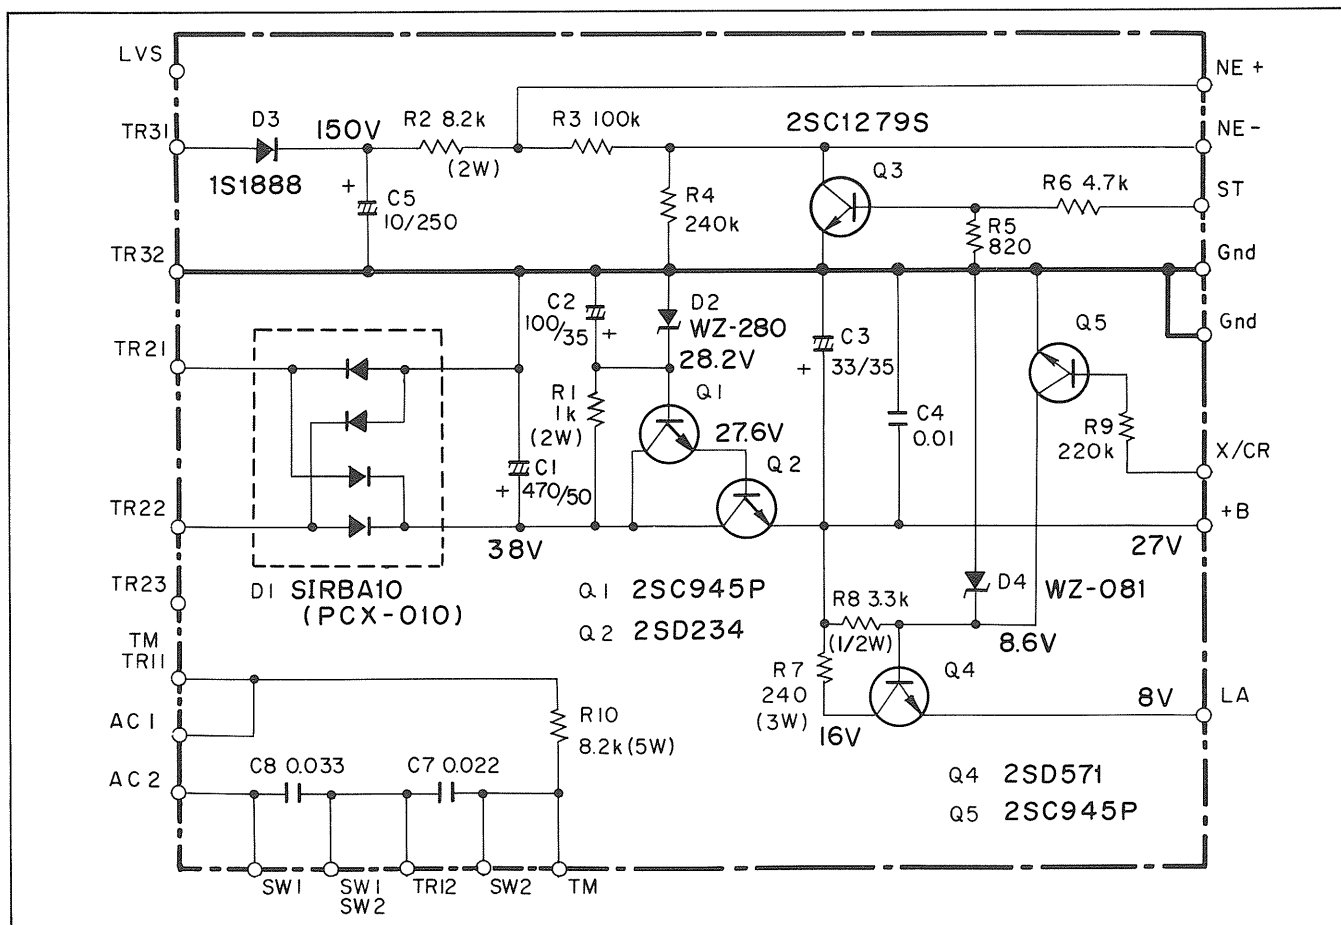 LVS
NE +
TR31
D3
150V
R2 8.2k
(2W)
R3 100k
2SC1279S
NE -
1S1888
+
C5
10/250
R4
240k
Q3
R6 4.7k
ST
R5
820
TR32
Gnd
C2
100/35
+
D2
WZ-280
28.2V
C3
33/35
+
Q5
Gnd
TR21
R1
1k
(2W)
Q1
27.6V
C4
0.01
R9
220k
X/CR
C1
470/50
+
Q2
TR22
+B
38V
27V
TR23
D1 SIRBA10
(PCX-010)
Q1 2SC945P
Q2 2SD234
R8 3.3k
(1/2W)
D4
WZ-081
8.6V
TM
TR11
R7
240
(3W)
Q4
8V
LA
16V
AC1
R10
8.2k (5W)
AC2
C8 0.033
C7 0.022
Q4 2SD571
Q5 2SC945P
SW1
SW1
SW2
TR12
SW2
TM